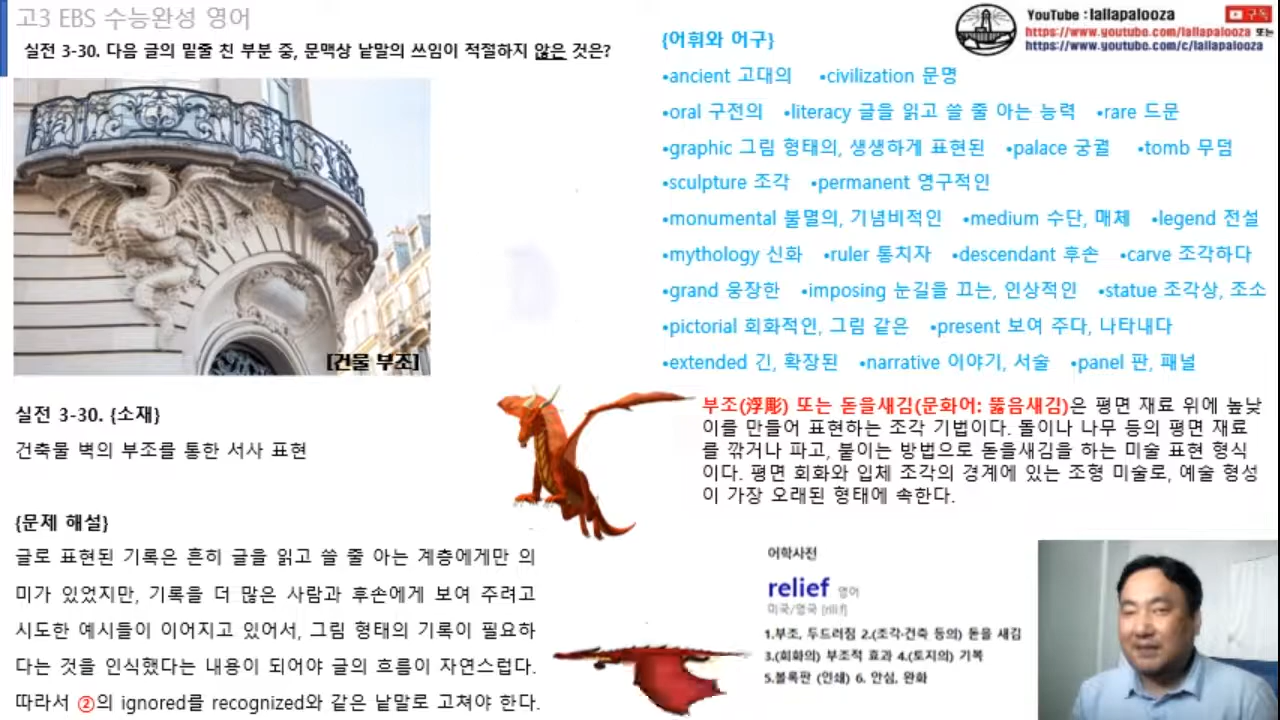 고3 EBS 수능완성 영어
실전 3-30. 다음 글의 밑줄 친 부분 중, 문맥상 낱말의 쓰임이 적절하지 않은 것은?
[건물 부조]
실전 3-30. {소재}
건축물 벽의 부조를 통한 서사 표현
{문제 해설}
글로 표현된 기록은 흔히 글을 읽고 쓸 줄 아는 계층에게만 의
미가 있었지만, 기록을 더 많은 사람과 후손에게 보여 주려고
시도한 예시들이 이어지고 있어서, 그림 형태의 기록이 필요하
다는 것을 인식했다는 내용이 되어야 글의 흐름이 자연스럽다.
따라서 ②의 ignored를 recognized와 같은 낱말로 고쳐야 한다.
{어휘와 어구}
•ancient 고대의 •civilization 문명
•oral 구전의 •literacy 글을 읽고 쓸 줄 아는 능력 •rare 드문
•graphic 그림 형태의, 생생하게 표현된 •palace 궁궐 •tomb 무덤
•sculpture 조각 •permanent 영구적인
•monumental 불멸의, 기념비적인 •medium 수단, 매체 •legend 전설
•mythology 신화 •ruler 통치자 •descendant 후손 •carve 조각하다
•grand 웅장한 •imposing 눈길을 끄는, 인상적인 •statue 조각상, 조소
•pictorial 회화적인, 그림 같은 •present 보여 주다, 나타내다
•extended 긴, 확장된 •narrative 이야기, 서술 •panel 판, 패널
부조(浮彫) 또는 돋을새김(문화어: 뚫음새김)은 평면 재료 위에 높낮
이를 만들어 표현하는 조각 기법이다. 돌이나 나무 등의 평면 재료
를 깎거나 파고, 붙이는 방법으로 돋을새김을 하는 미술 표현 형식
이다. 평면 회화와 입체 조각의 경계에 있는 조형 미술로, 예술 형성
이 가장 오래된 형태에 속한다.
어학사전
relief 영어
미국/영국 [rilíːf]
1.부조, 두드러짐 2.(조각·건축 등의) 돋을 새김
3.(회화의) 부조적 효과 4.(토지의) 기복
5.볼록판 (인쇄) 6. 안심, 완화
YouTube : lallapalooza
구독
https://www.youtube.com/lallapalooza 또는
https://www.youtube.com/c/lallapalooza